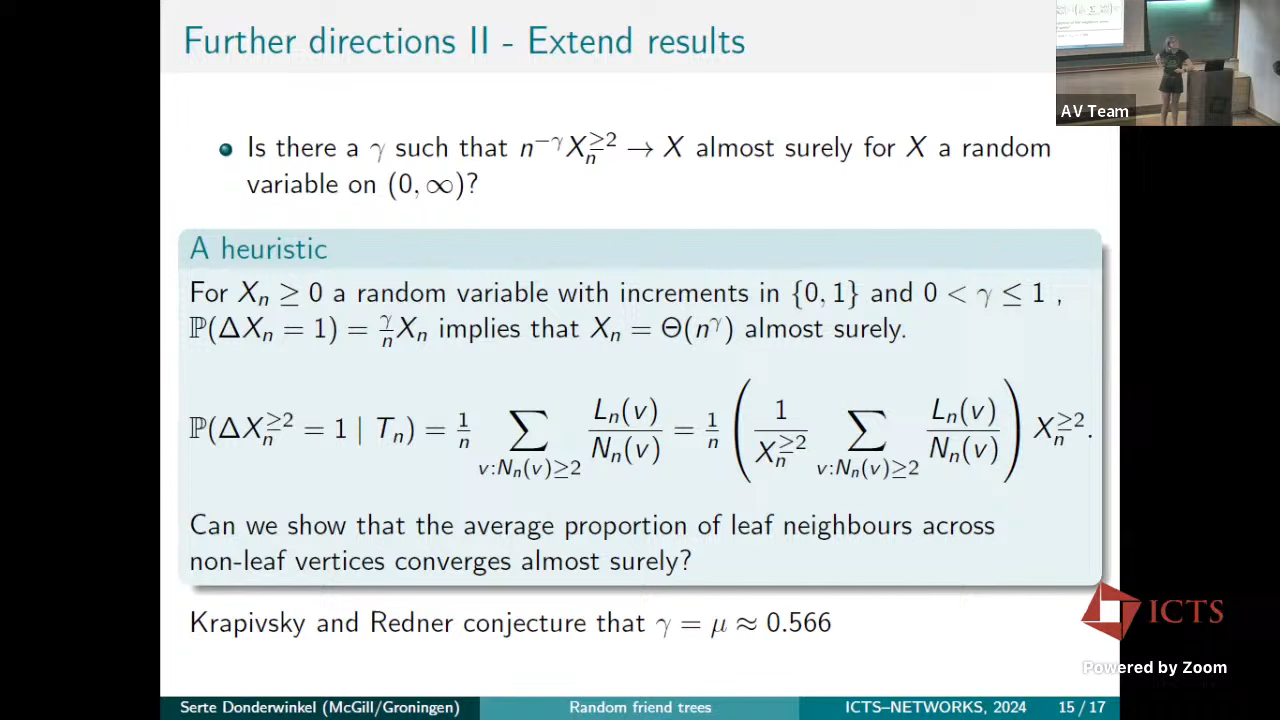 Further directions II - Extend results
AV Team
Is there a γ such that n^{−γ} X_n^{≥2} → X almost surely for X a random
variable on (0, ∞)?
A heuristic
For X_n ≥ 0 a random variable with increments in {0, 1} and 0 < γ ≤ 1 ,
ℙ(ΔX_n = 1) = γ/n X_n implies that X_n = Θ(n^γ) almost surely.
ℙ(ΔX_n^{≥2} = 1 | T_n) = 1/n ∑_{v:N_n(v)≥2} L_n(v)/N_n(v) = 1/n ( 1/X_n^{≥2} ∑_{v:N_n(v)≥2} L_n(v)/N_n(v) ) X_n^{≥2}.
Can we show that the average proportion of leaf neighbours across
non-leaf vertices converges almost surely?
Krapivsky and Redner conjecture that γ = μ ≈ 0.566
ICTS
Powered by Zoom
Serte Donderwinkel (McGill/Groningen) Random friend trees ICTS–NETWORKS, 2024 15 / 17